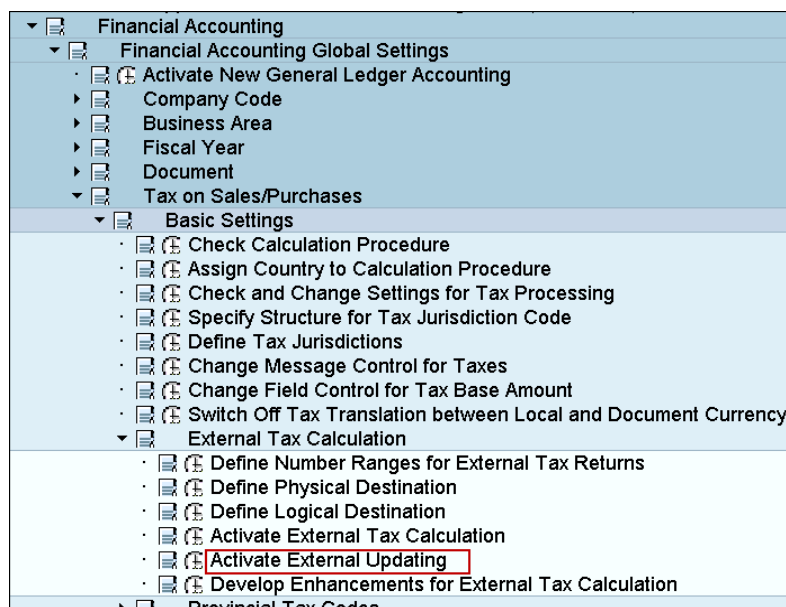 Financial Accounting
Financial Accounting Global Settings
Activate New General Ledger Accounting
Company Code
Business Area
Fiscal Year
Document
Tax on Sales/Purchases
Basic Settings
Check Calculation Procedure
Assign Country to Calculation Procedure
Check and Change Settings for Tax Processing
Specify Structure for Tax Jurisdiction Code
Define Tax Jurisdictions
Change Message Control for Taxes
Change Field Control for Tax Base Amount
Switch Off Tax Translation between Local and Document Currency
External Tax Calculation
Define Number Ranges for External Tax Returns
Define Physical Destination
Define Logical Destination
Activate External Tax Calculation
Activate External Updating
Develop Enhancements for External Tax Calculation
Provincial Tax Codes